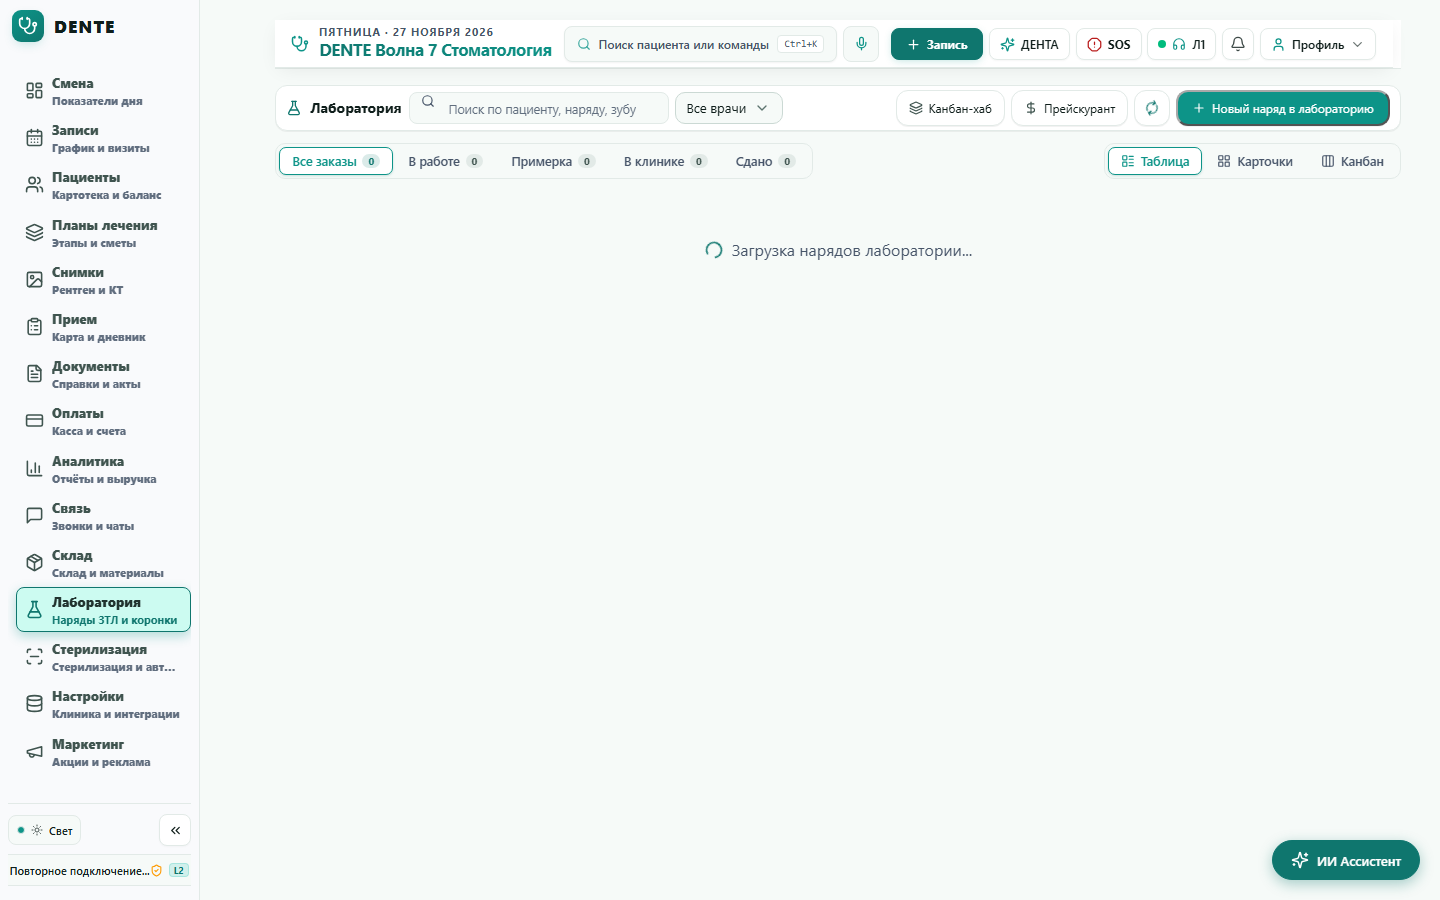 DENTE
Смена
Показатели дня
Записи
График и визиты
Пациенты
Картотека и баланс
Планы лечения
Этапы и сметы
Снимки
Рентген и КТ
Прием
Карта и дневник
Документы
Справки и акты
Оплаты
Касса и счета
Аналитика
Отчёты и выручка
Связь
Звонки и чаты
Склад
Склад и материалы
Лаборатория
Наряды ЗТЛ и коронки
Стерилизация
Стерилизация и авт...
Настройки
Клиника и интеграции
Маркетинг
Акции и реклама
Свет
Повторное подключение... L2
ПЯТНИЦА · 27 НОЯБРЯ 2026
DENTE Волна 7 Стоматология
Поиск пациента или команды Ctrl+K
Запись
ДЕНТА
SOS
Л1
Профиль
Лаборатория
Поиск по пациенту, наряду, зубу
Все врачи
Канбан-хаб
Прейскурант
Новый наряд в лабораторию
Все заказы 0
В работе 0
Примерка 0
В клинике 0
Сдано 0
Таблица
Карточки
Канбан
Загрузка нарядов лаборатории...
ИИ Ассистент